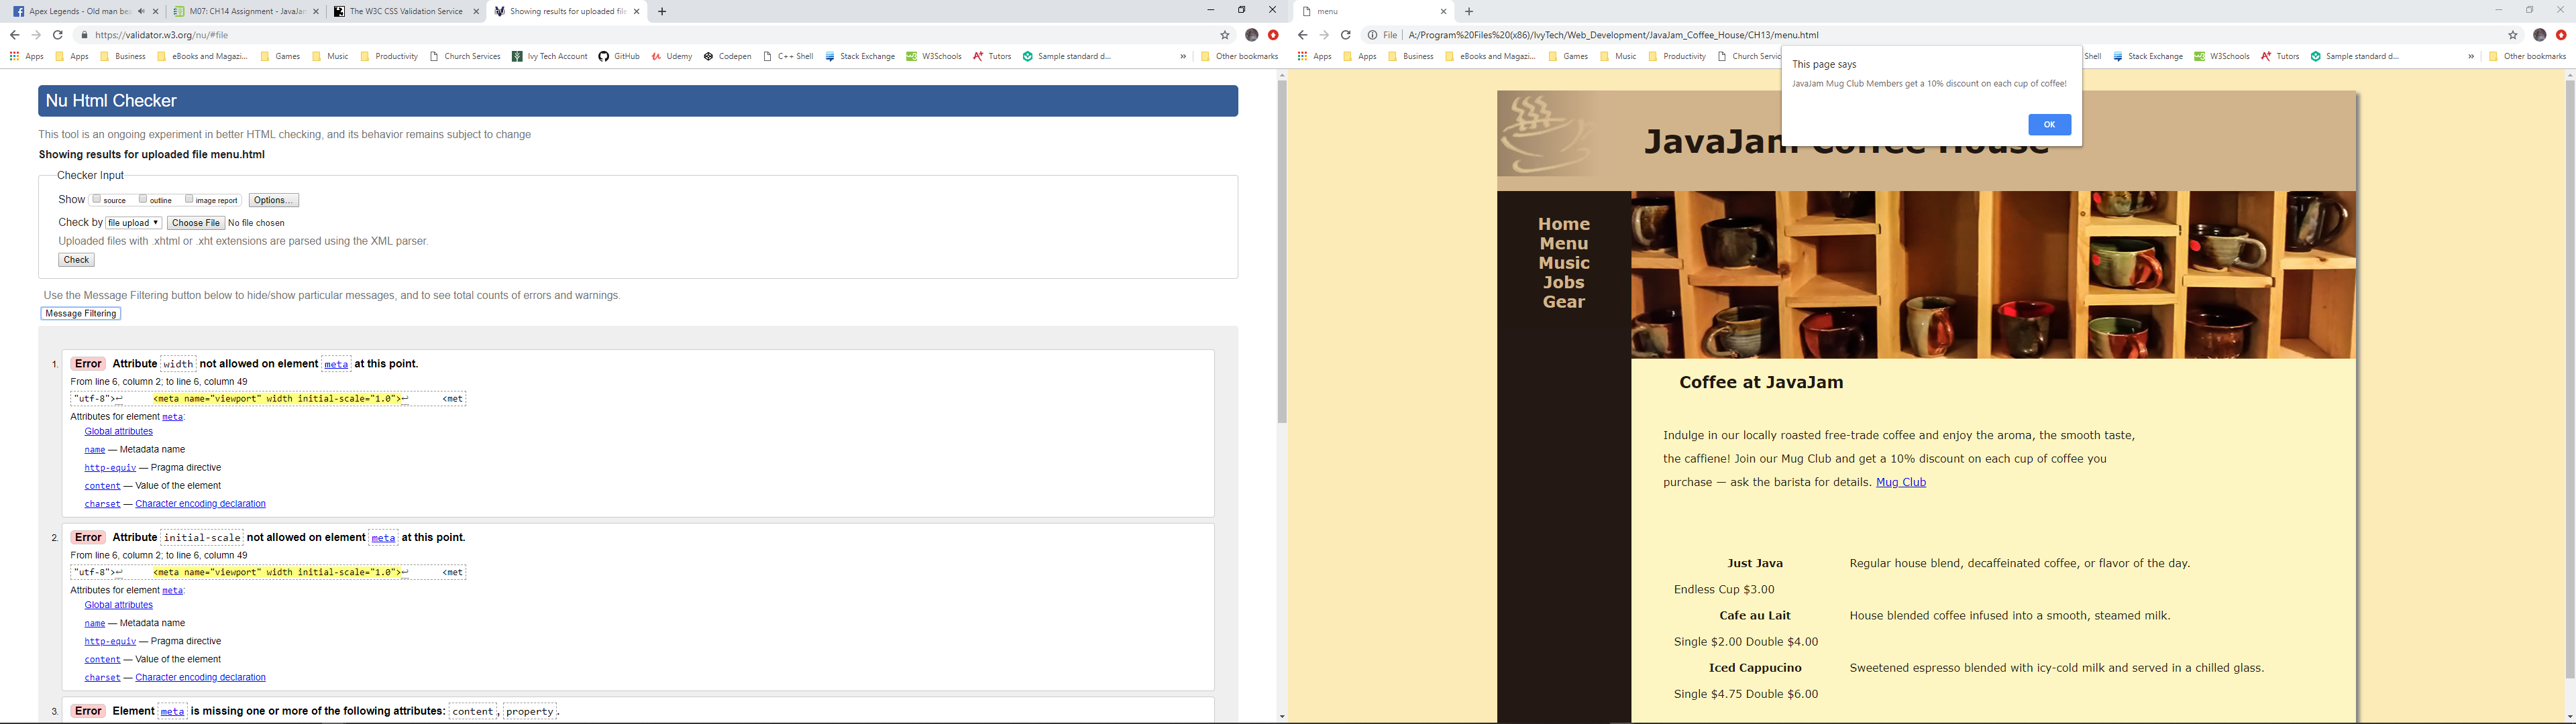 Apex Legends - Old man bea
M07: CH14 Assignment - JavaJam
The W3C CSS Validation Service
Showing results for uploaded file
https://validator.w3.org/nu/#file
Apps Apps Business eBooks and Magazi... Games Music Productivity Church Services Ivy Tech Account GitHub Udemy Codepen C++ Shell Stack Exchange W3Schools Tutors Sample standard d... » Other bookmarks
Nu Html Checker
This tool is an ongoing experiment in better HTML checking, and its behavior remains subject to change
Showing results for uploaded file menu.html
Checker Input
Show source outline image report Options...
Check by file upload Choose File No file chosen
Uploaded files with .xhtml or .xht extensions are parsed using the XML parser.
Check
Use the Message Filtering button below to hide/show particular messages, and to see total counts of errors and warnings.
Message Filtering
1. Error Attribute width not allowed on element meta at this point.
From line 6, column 2; to line 6, column 49
"utf-8">↩ <meta name="viewport" width initial-scale="1.0">↩ <met
Attributes for element meta:
Global attributes
name — Metadata name
http-equiv — Pragma directive
content — Value of the element
charset — Character encoding declaration
2. Error Attribute initial-scale not allowed on element meta at this point.
From line 6, column 2; to line 6, column 49
"utf-8">↩ <meta name="viewport" width initial-scale="1.0">↩ <met
Attributes for element meta:
Global attributes
name — Metadata name
http-equiv — Pragma directive
content — Value of the element
charset — Character encoding declaration
3. Error Element meta is missing one or more of the following attributes: content, property.
menu
File A:/Program%20Files%20(x86)/IvyTech/Web_Development/JavaJam_Coffee_House/CH13/menu.html
Apps Apps Business eBooks and Magazi... Games Music Productivity Church Servic Shell Stack Exchange W3Schools Tutors Sample standard d... » Other bookmarks
This page says
JavaJam Mug Club Members get a 10% discount on each cup of coffee!
OK
JavaJam Coffee House
Home
Menu
Music
Jobs
Gear
Coffee at JavaJam
Indulge in our locally roasted free-trade coffee and enjoy the aroma, the smooth taste,
the caffiene! Join our Mug Club and get a 10% discount on each cup of coffee you
purchase — ask the barista for details. Mug Club
Just Java Regular house blend, decaffeinated coffee, or flavor of the day.
Endless Cup $3.00
Cafe au Lait House blended coffee infused into a smooth, steamed milk.
Single $2.00 Double $4.00
Iced Cappucino Sweetened espresso blended with icy-cold milk and served in a chilled glass.
Single $4.75 Double $6.00